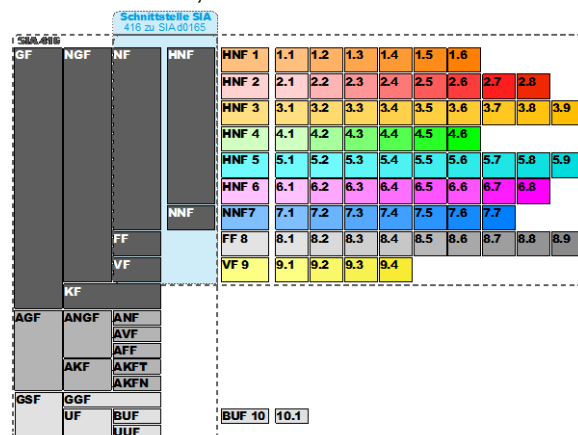 Schnittstelle SIA
416 zu SIA d0165
SIA 416
GF NGF NF HNF HNF 1 1.1 1.2 1.3 1.4 1.5 1.6
HNF 2 2.1 2.2 2.3 2.4 2.5 2.6 2.7 2.8
HNF 3 3.1 3.2 3.3 3.4 3.5 3.6 3.7 3.8 3.9
HNF 4 4.1 4.2 4.3 4.4 4.5 4.6
HNF 5 5.1 5.2 5.3 5.4 5.5 5.6 5.7 5.8 5.9
HNF 6 6.1 6.2 6.3 6.4 6.5 6.6 6.7 6.8
NNF NNF7 7.1 7.2 7.3 7.4 7.5 7.6 7.7
FF FF 8 8.1 8.2 8.3 8.4 8.5 8.6 8.7 8.8 8.9
VF VF 9 9.1 9.2 9.3 9.4
KF
AGF ANGF ANF
AVF
AFF
AKF AKFT
AKFN
GSF GGF
UF BUF BUF 10 10.1
UUF